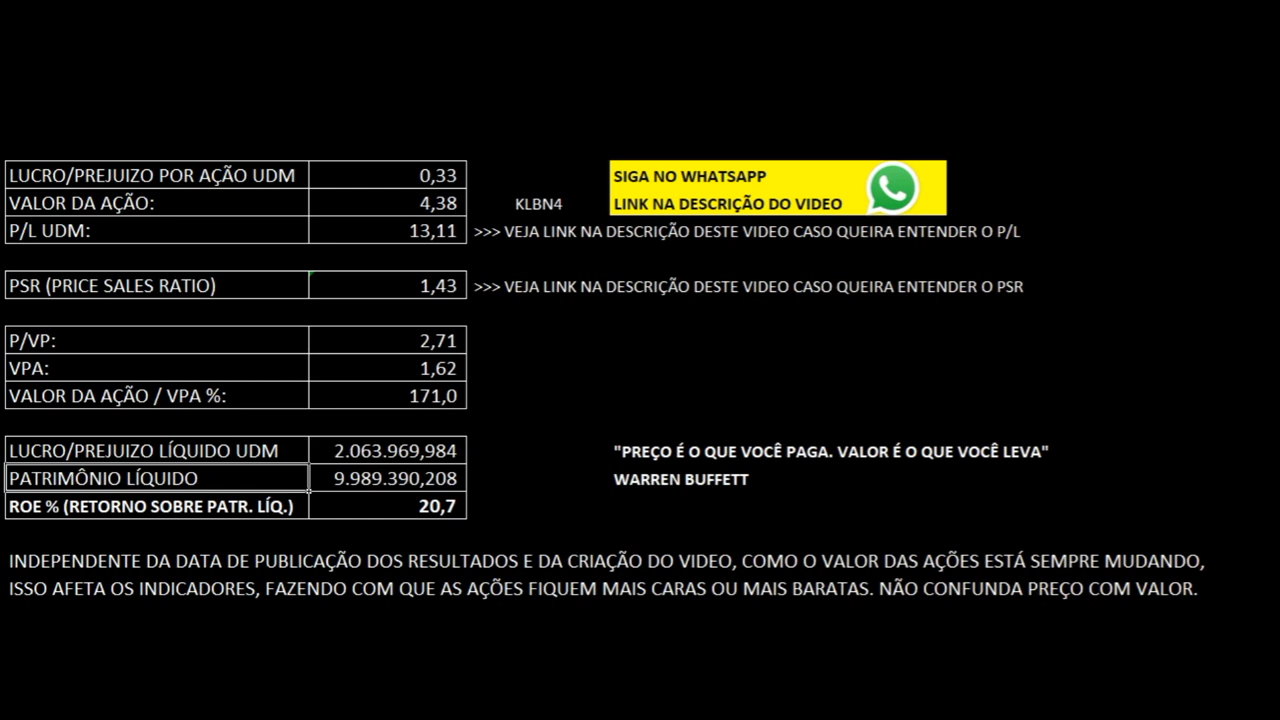 LUCRO/PREJUIZO POR AÇÃO UDM 0,33
SIGA NO WHATSAPP
VALOR DA AÇÃO: 4,38 KLBN4
LINK NA DESCRIÇÃO DO VIDEO
P/L UDM: 13,11 >>> VEJA LINK NA DESCRIÇÃO DESTE VIDEO CASO QUEIRA ENTENDER O P/L
PSR (PRICE SALES RATIO) 1,43 >>> VEJA LINK NA DESCRIÇÃO DESTE VIDEO CASO QUEIRA ENTENDER O PSR
P/VP: 2,71
VPA: 1,62
VALOR DA AÇÃO / VPA %: 171,0
LUCRO/PREJUIZO LÍQUIDO UDM 2.063.969,984
"PREÇO É O QUE VOCÊ PAGA. VALOR É O QUE VOCÊ LEVA"
PATRIMÔNIO LÍQUIDO 9.989.390,208
WARREN BUFFETT
ROE % (RETORNO SOBRE PATR. LÍQ.) 20,7
INDEPENDENTE DA DATA DE PUBLICAÇÃO DOS RESULTADOS E DA CRIAÇÃO DO VIDEO, COMO O VALOR DAS AÇÕES ESTÁ SEMPRE MUDANDO,
ISSO AFETA OS INDICADORES, FAZENDO COM QUE AS AÇÕES FIQUEM MAIS CARAS OU MAIS BARATAS. NÃO CONFUNDA PREÇO COM VALOR.